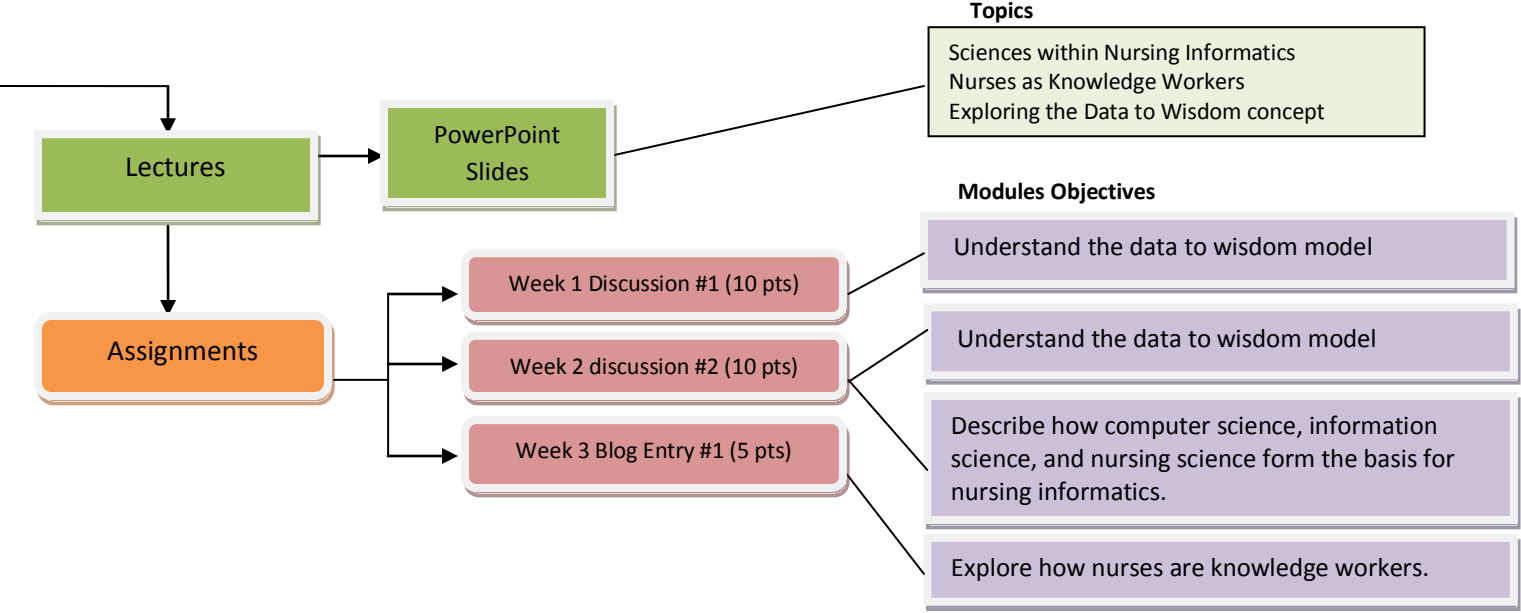 Topics
Sciences within Nursing Informatics
Nurses as Knowledge Workers
Exploring the Data to Wisdom concept
Lectures
PowerPoint
Slides
Modules Objectives
Understand the data to wisdom model
Week 1 Discussion #1 (10 pts)
Understand the data to wisdom model
Assignments
Week 2 discussion #2 (10 pts)
Describe how computer science, information
science, and nursing science form the basis for
nursing informatics.
Week 3 Blog Entry #1 (5 pts)
Explore how nurses are knowledge workers.